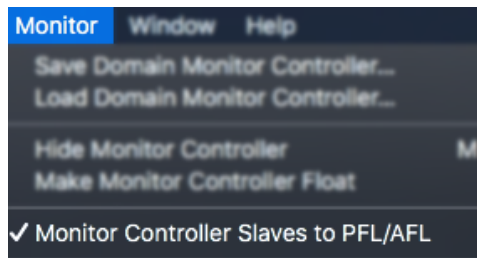 Monitor Window Help
Save Domain Monitor Controller...
Load Domain Monitor Controller...
Hide Monitor Controller M
Make Monitor Controller Float
✓ Monitor Controller Slaves to PFL/AFL